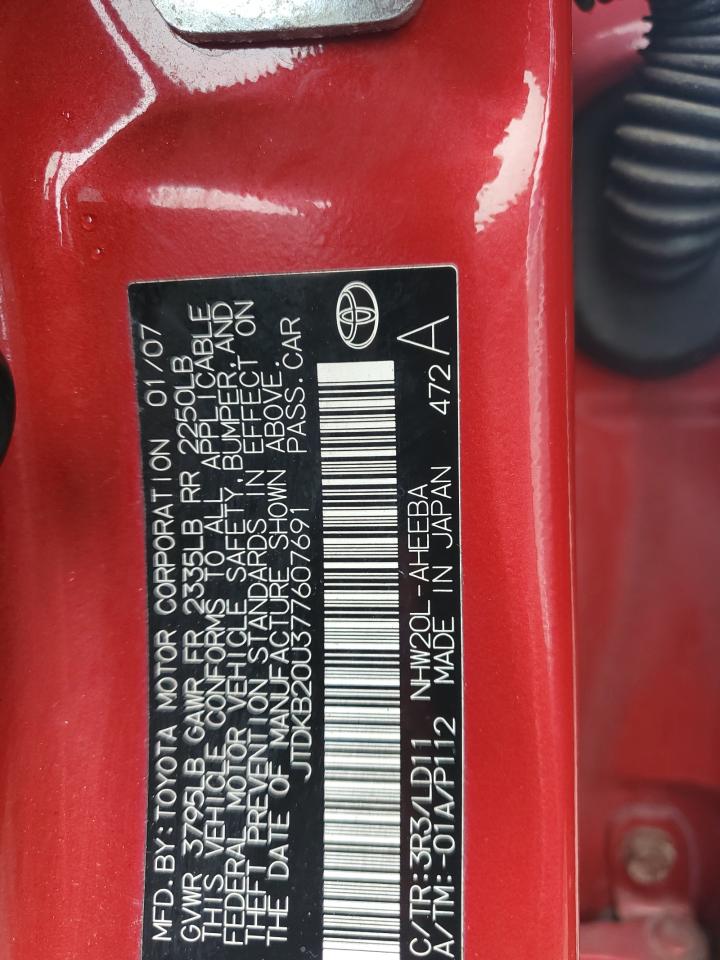 MFD. BY: TOYOTA MOTOR CORPORATION 01/07
GVWR 3795LB GAWR FR 2335LB RR 2250LB
THIS VEHICLE CONFORMS TO ALL APPLICABLE
FEDERAL MOTOR VEHICLE SAFETY, BUMPER, AND
THEFT PREVENTION STANDARDS IN EFFECT ON
THE DATE OF MANUFACTURE SHOWN ABOVE.
JTDKB20U377607691 PASS. CAR
C/TR: 3R3/LD11 NHW20L-AHEEBA 472 A
A/TM: -01A/P112 MADE IN JAPAN